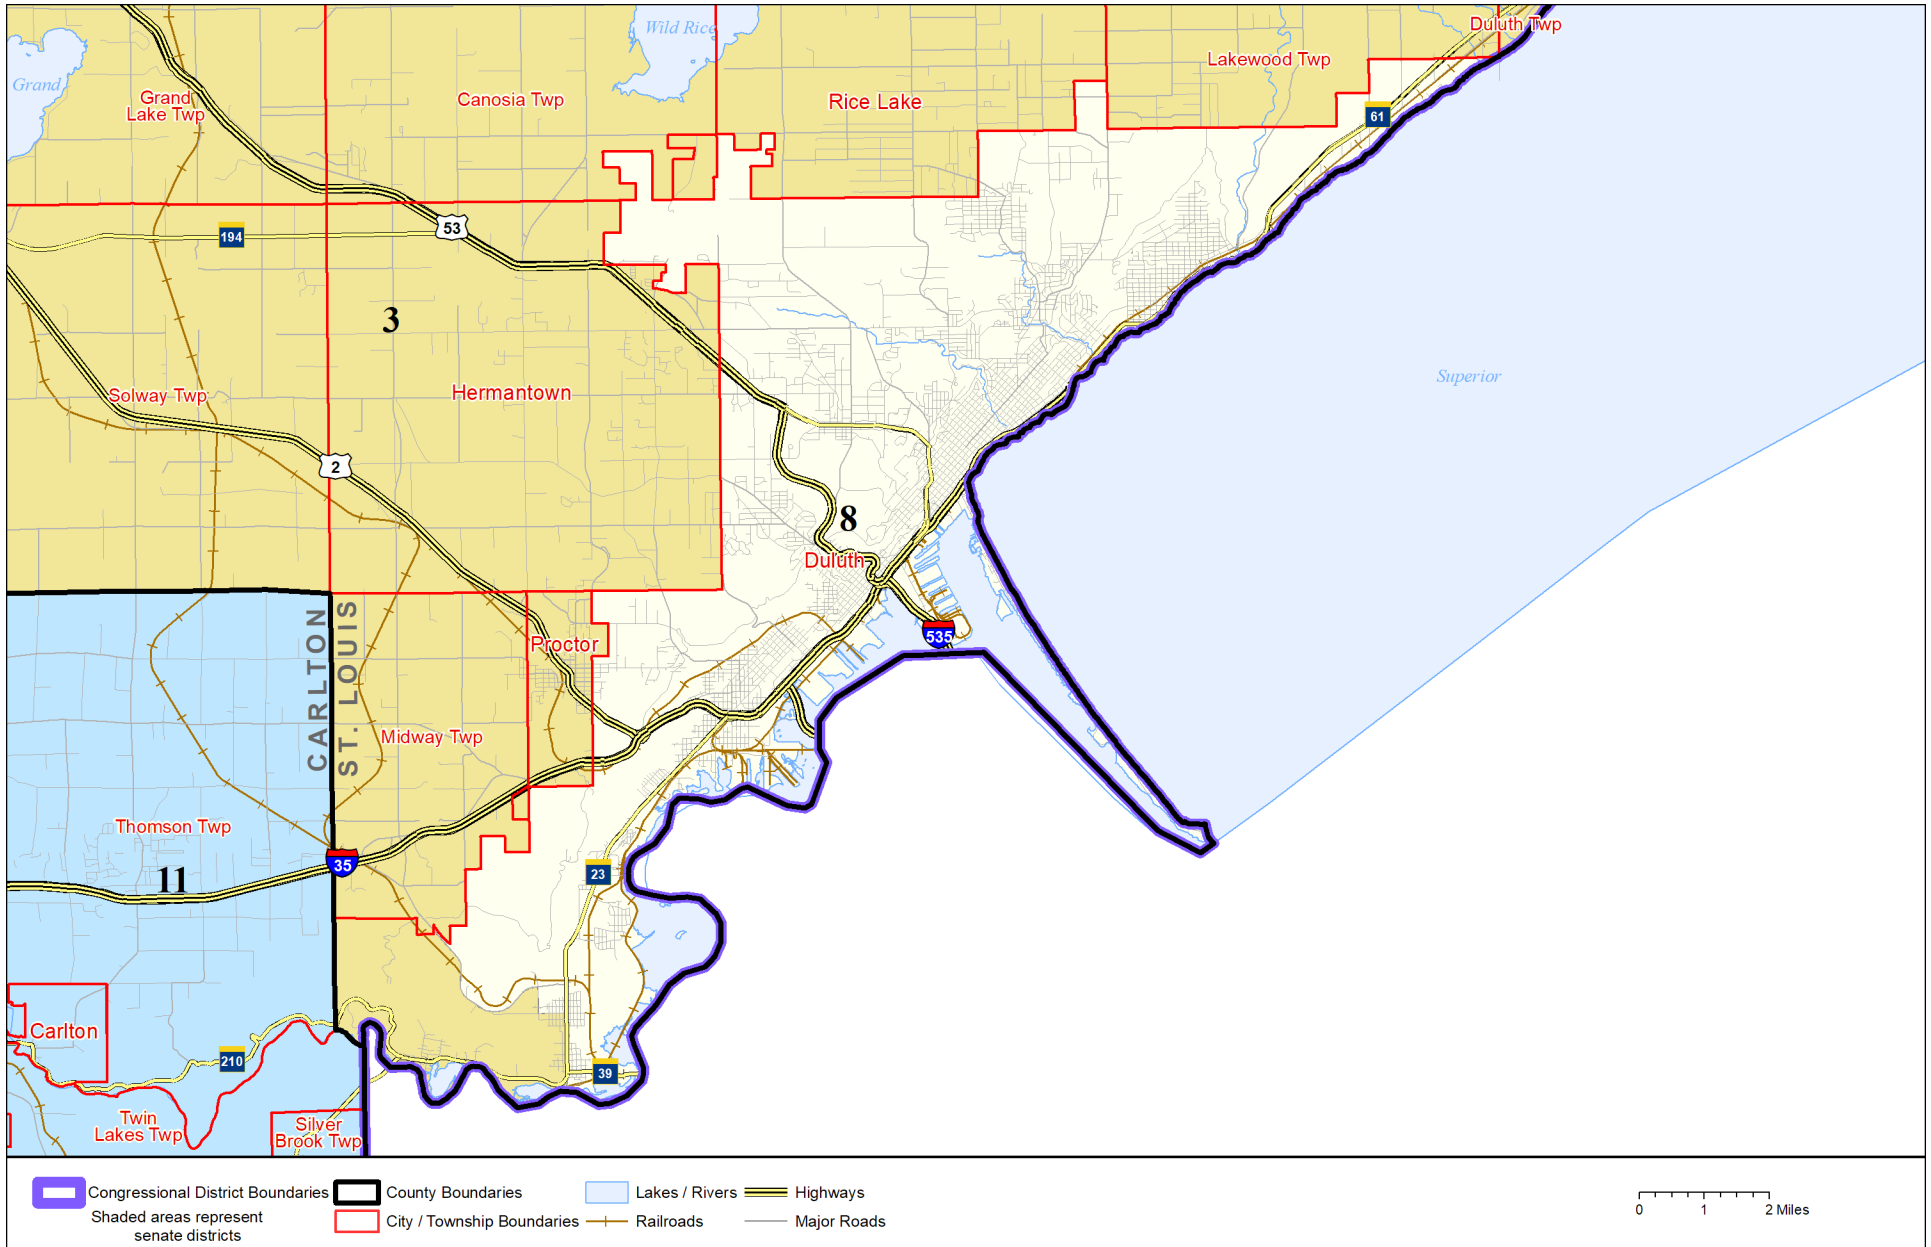 Wild Rice
Duluth Twp
Grand
Lakewood Twp
Grand
Lake Twp
Canosia Twp
Rice Lake
61
53
194
3
Superior
Solway Twp
Hermantown
2
8
Duluth
CARLTON
ST. LOUIS
535
Proctor
Midway Twp
Thomson Twp
35
11
23
Carlton
210
39
Twin
Lakes Twp
Silver
Brook Twp
Congressional District Boundaries
County Boundaries
Lakes / Rivers
Highways
Shaded areas represent
senate districts
City / Township Boundaries
Railroads
Major Roads
0 1 2 Miles